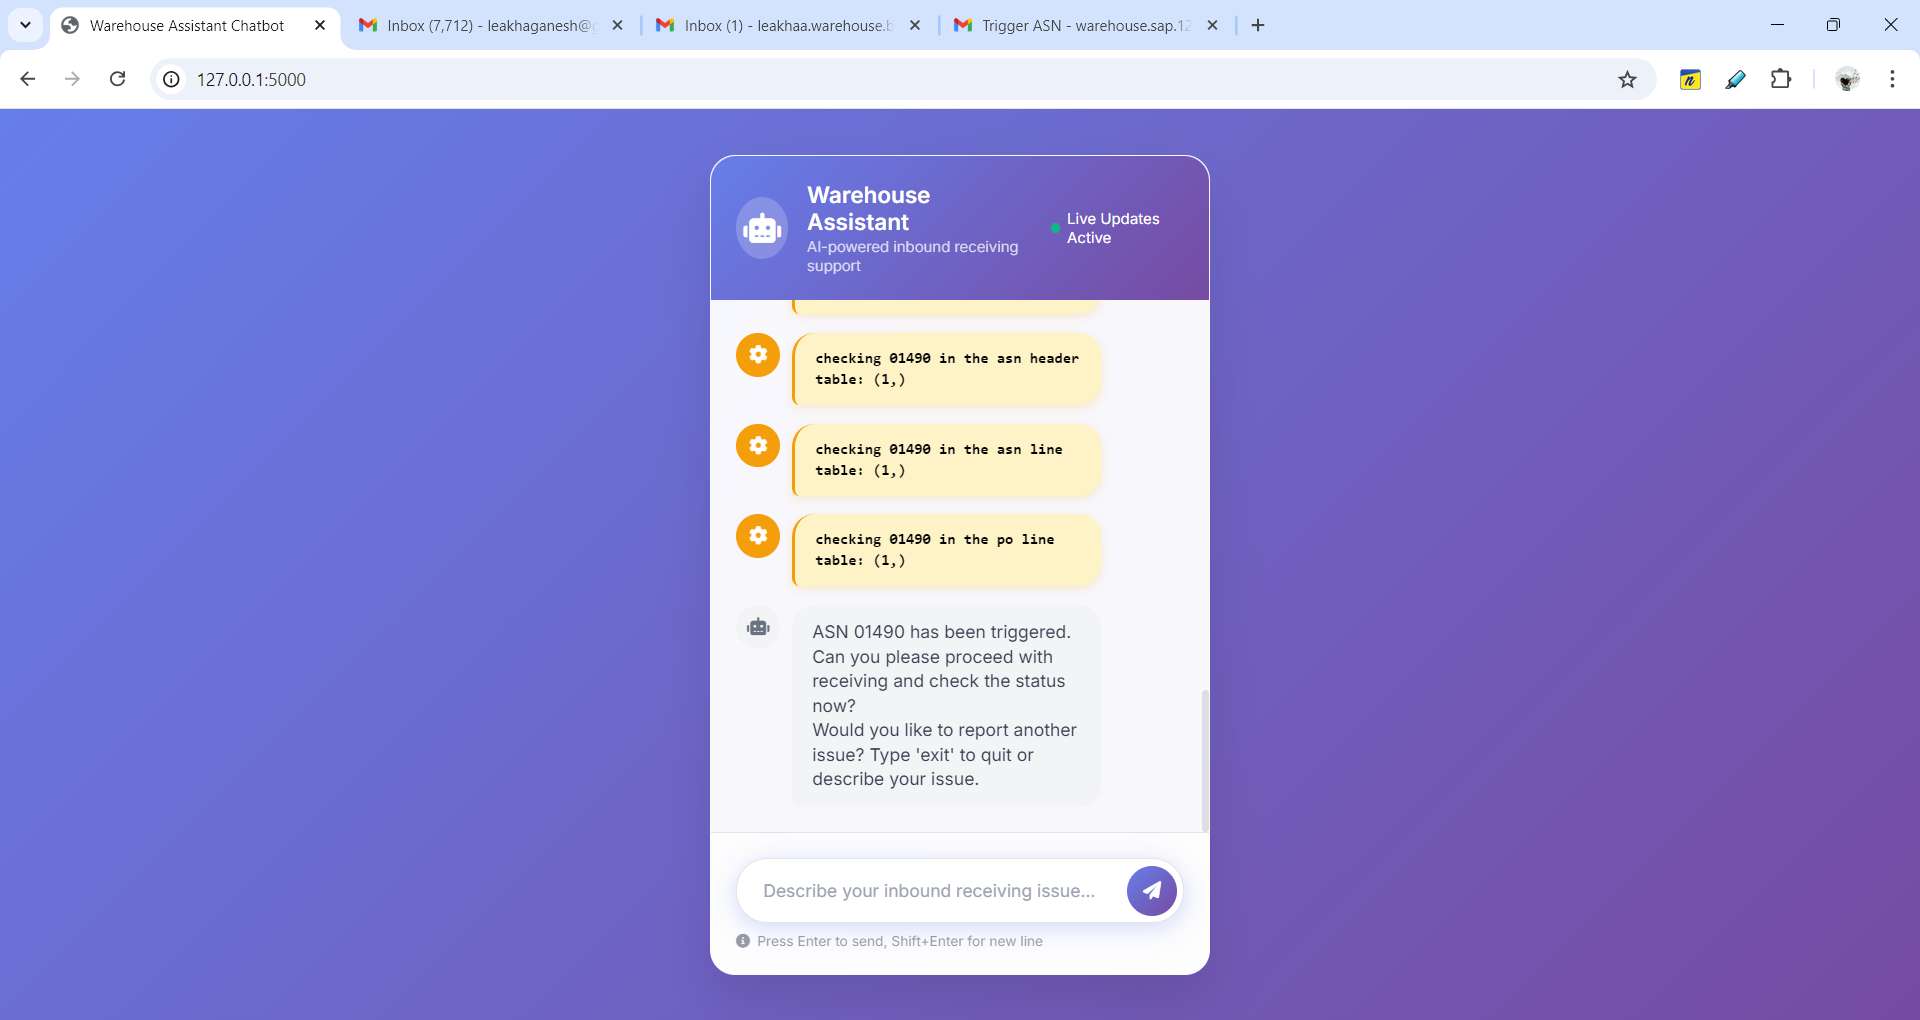 Warehouse Assistant Chatbot
Inbox (7,712) - leakhaganesh@g
Inbox (1) - leakhaa.warehouse.b
Trigger ASN - warehouse.sap.12
127.0.0.1:5000
Warehouse
Assistant
AI-powered inbound receiving
support
Live Updates
Active
checking 01490 in the asn header
table: (1,)
checking 01490 in the asn line
table: (1,)
checking 01490 in the po line
table: (1,)
ASN 01490 has been triggered.
Can you please proceed with
receiving and check the status
now?
Would you like to report another
issue? Type 'exit' to quit or
describe your issue.
Describe your inbound receiving issue...
Press Enter to send, Shift+Enter for new line